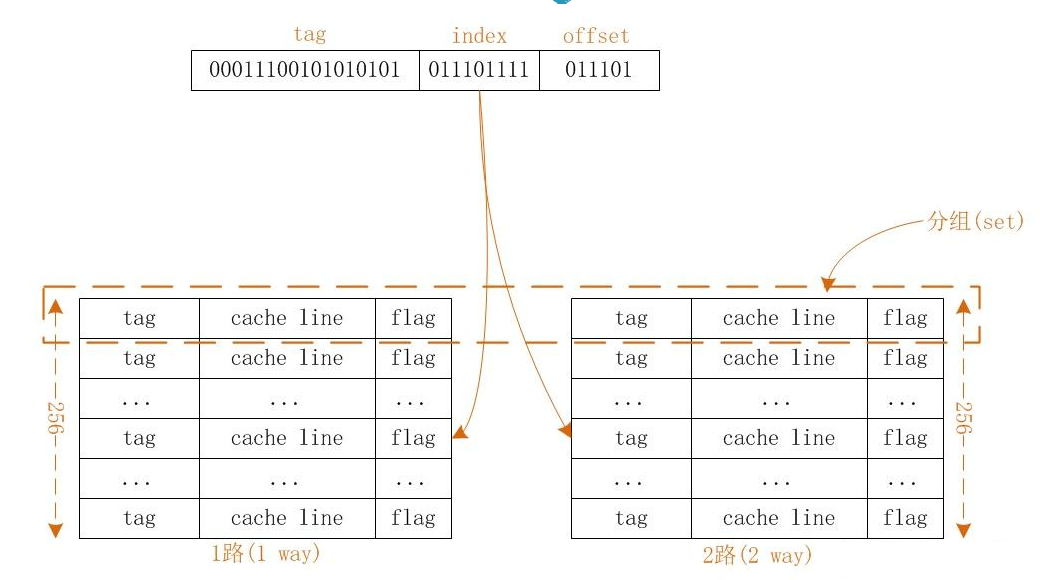 tag index offset
00011100101010101 011101111 011101
分组(set)
tag cache line flag tag cache line flag
tag cache line flag tag cache line flag
... ... ... ... ... ...
256 256
tag cache line flag tag cache line flag
... ... ... ... ... ...
tag cache line flag tag cache line flag
1路(1 way) 2路(2 way)